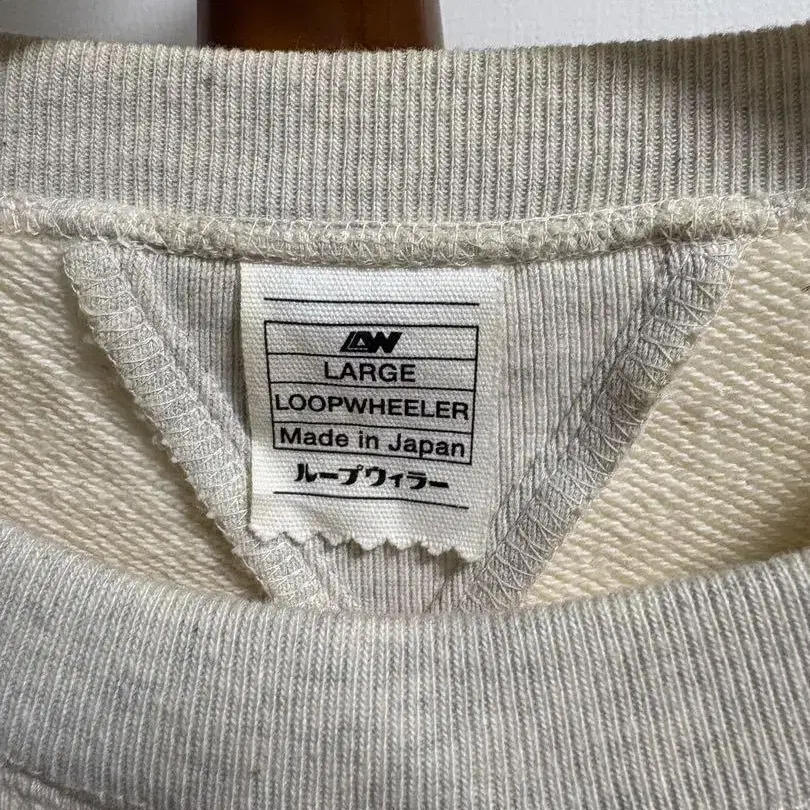 LW
LARGE
LOOPWHEELER
Made in Japan
ループウィラー